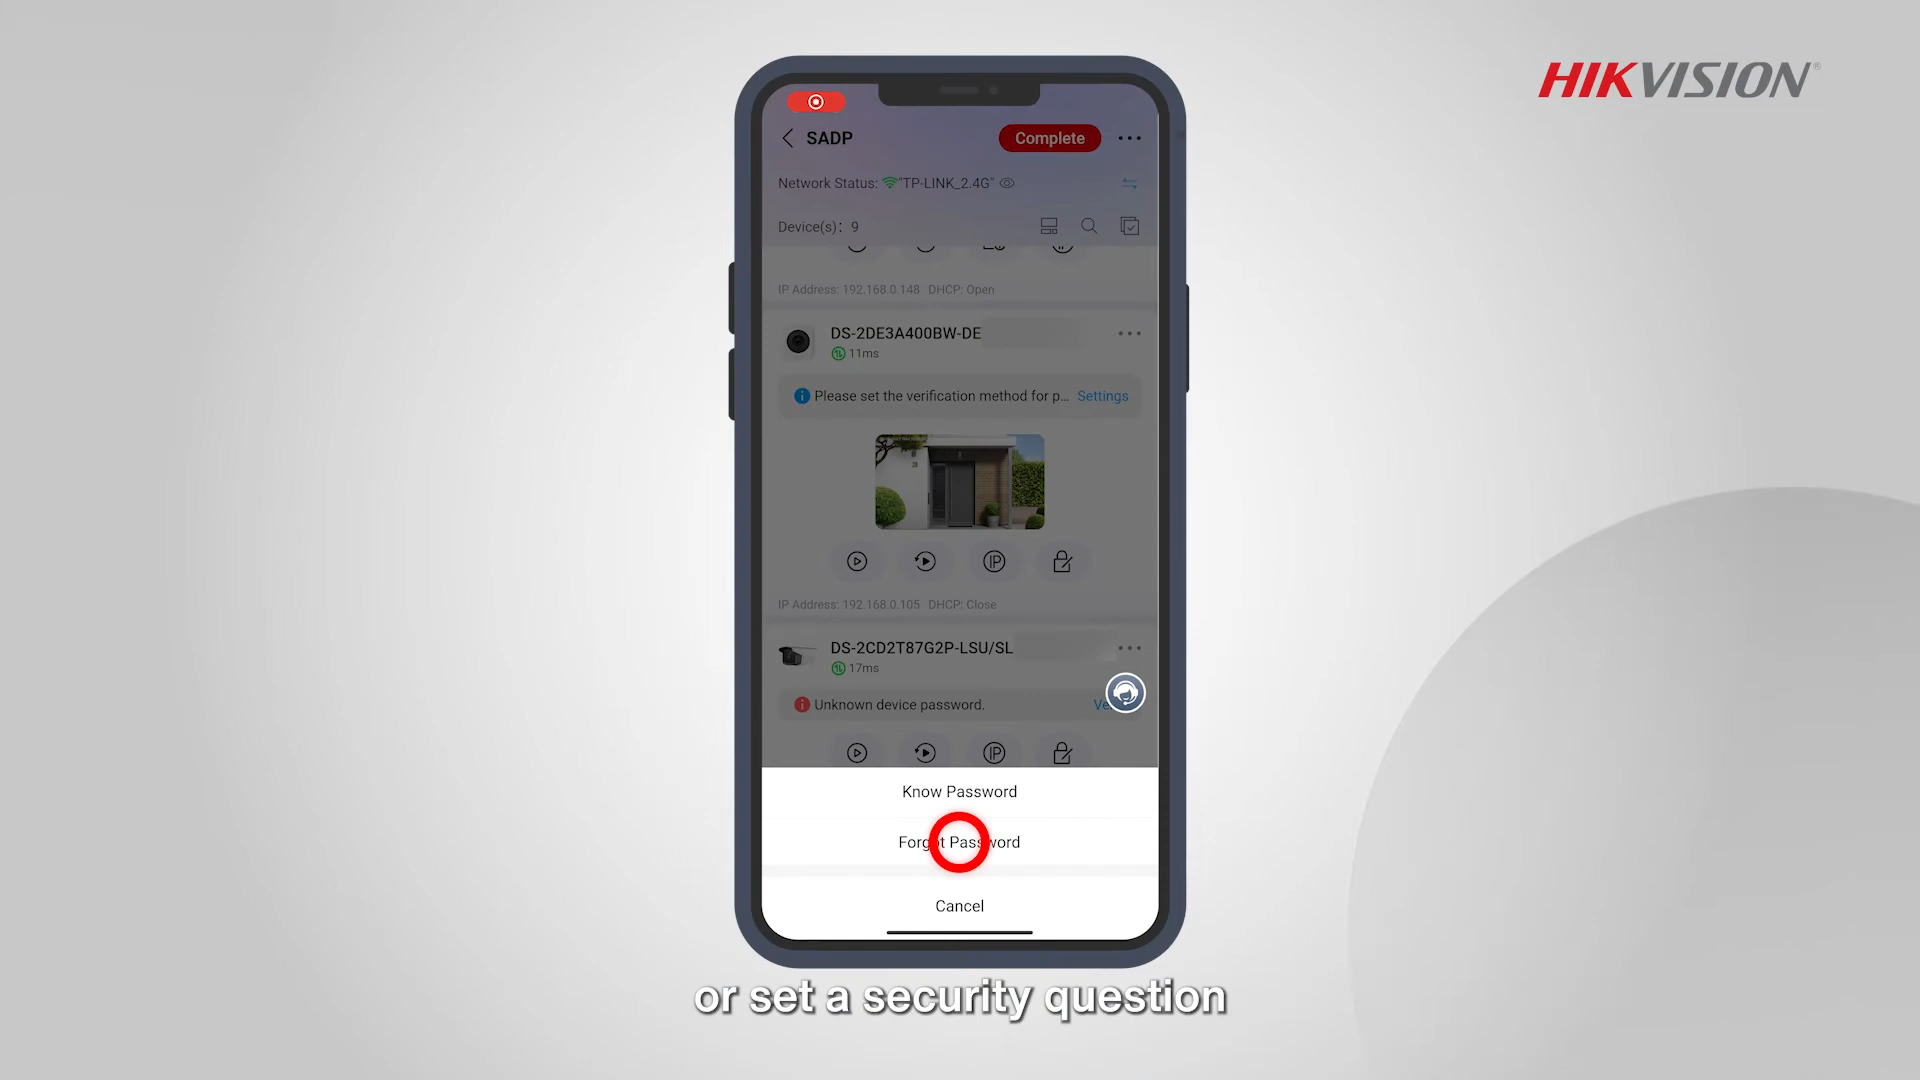 HIKVISION®
SADP
Complete
Network Status: "TP-LINK_2.4G"
Device(s): 9
IP Address: 192.168.0.148 DHCP: Open
DS-2DE3A400BW-DE
11ms
Please set the verification method for p... Settings
IP Address: 192.168.0.105 DHCP: Close
DS-2CD2T87G2P-LSU/SL
17ms
Unknown device password.
Know Password
Forgot Password
Cancel
or set a security question